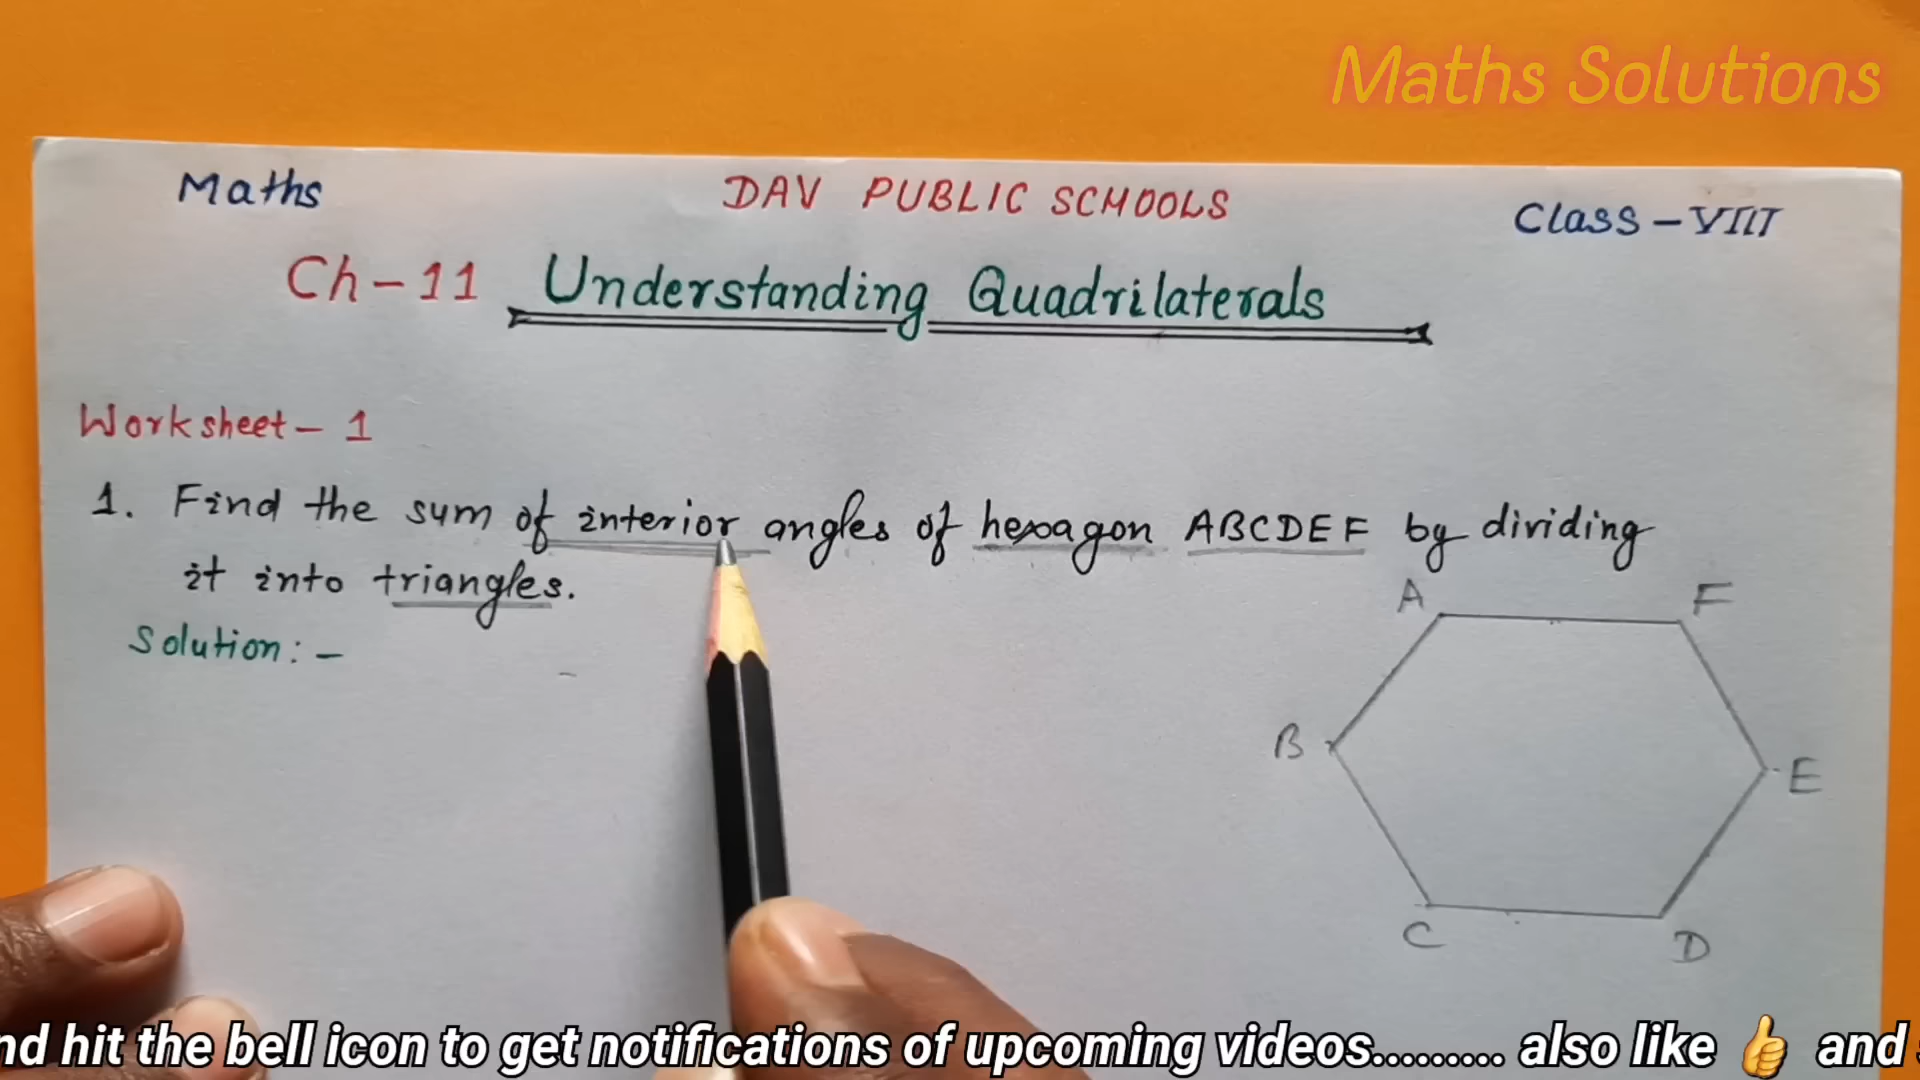 Maths Solutions
Maths DAV PUBLIC SCHOOLS Class - VIII
Ch - 11 Understanding Quadrilaterals
Worksheet - 1
1. Find the sum of interior angles of hexagon ABCDEF by dividing
it into triangles.
Solution: -
A F
B E
C D
nd hit the bell icon to get notifications of upcoming videos......... also like 👍 and